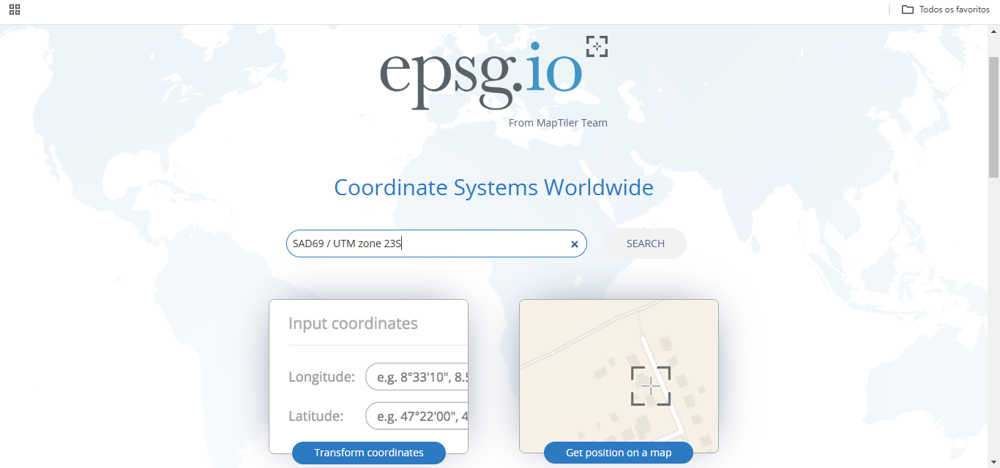 Todos os favoritos
epsg.io
From MapTiler Team
Coordinate Systems Worldwide
SAD69 / UTM zone 23S
SEARCH
Input coordinates
Longitude: e.g. 8°33'10", 8.5
Latitude: e.g. 47°22'00", 4
Transform coordinates
Get position on a map